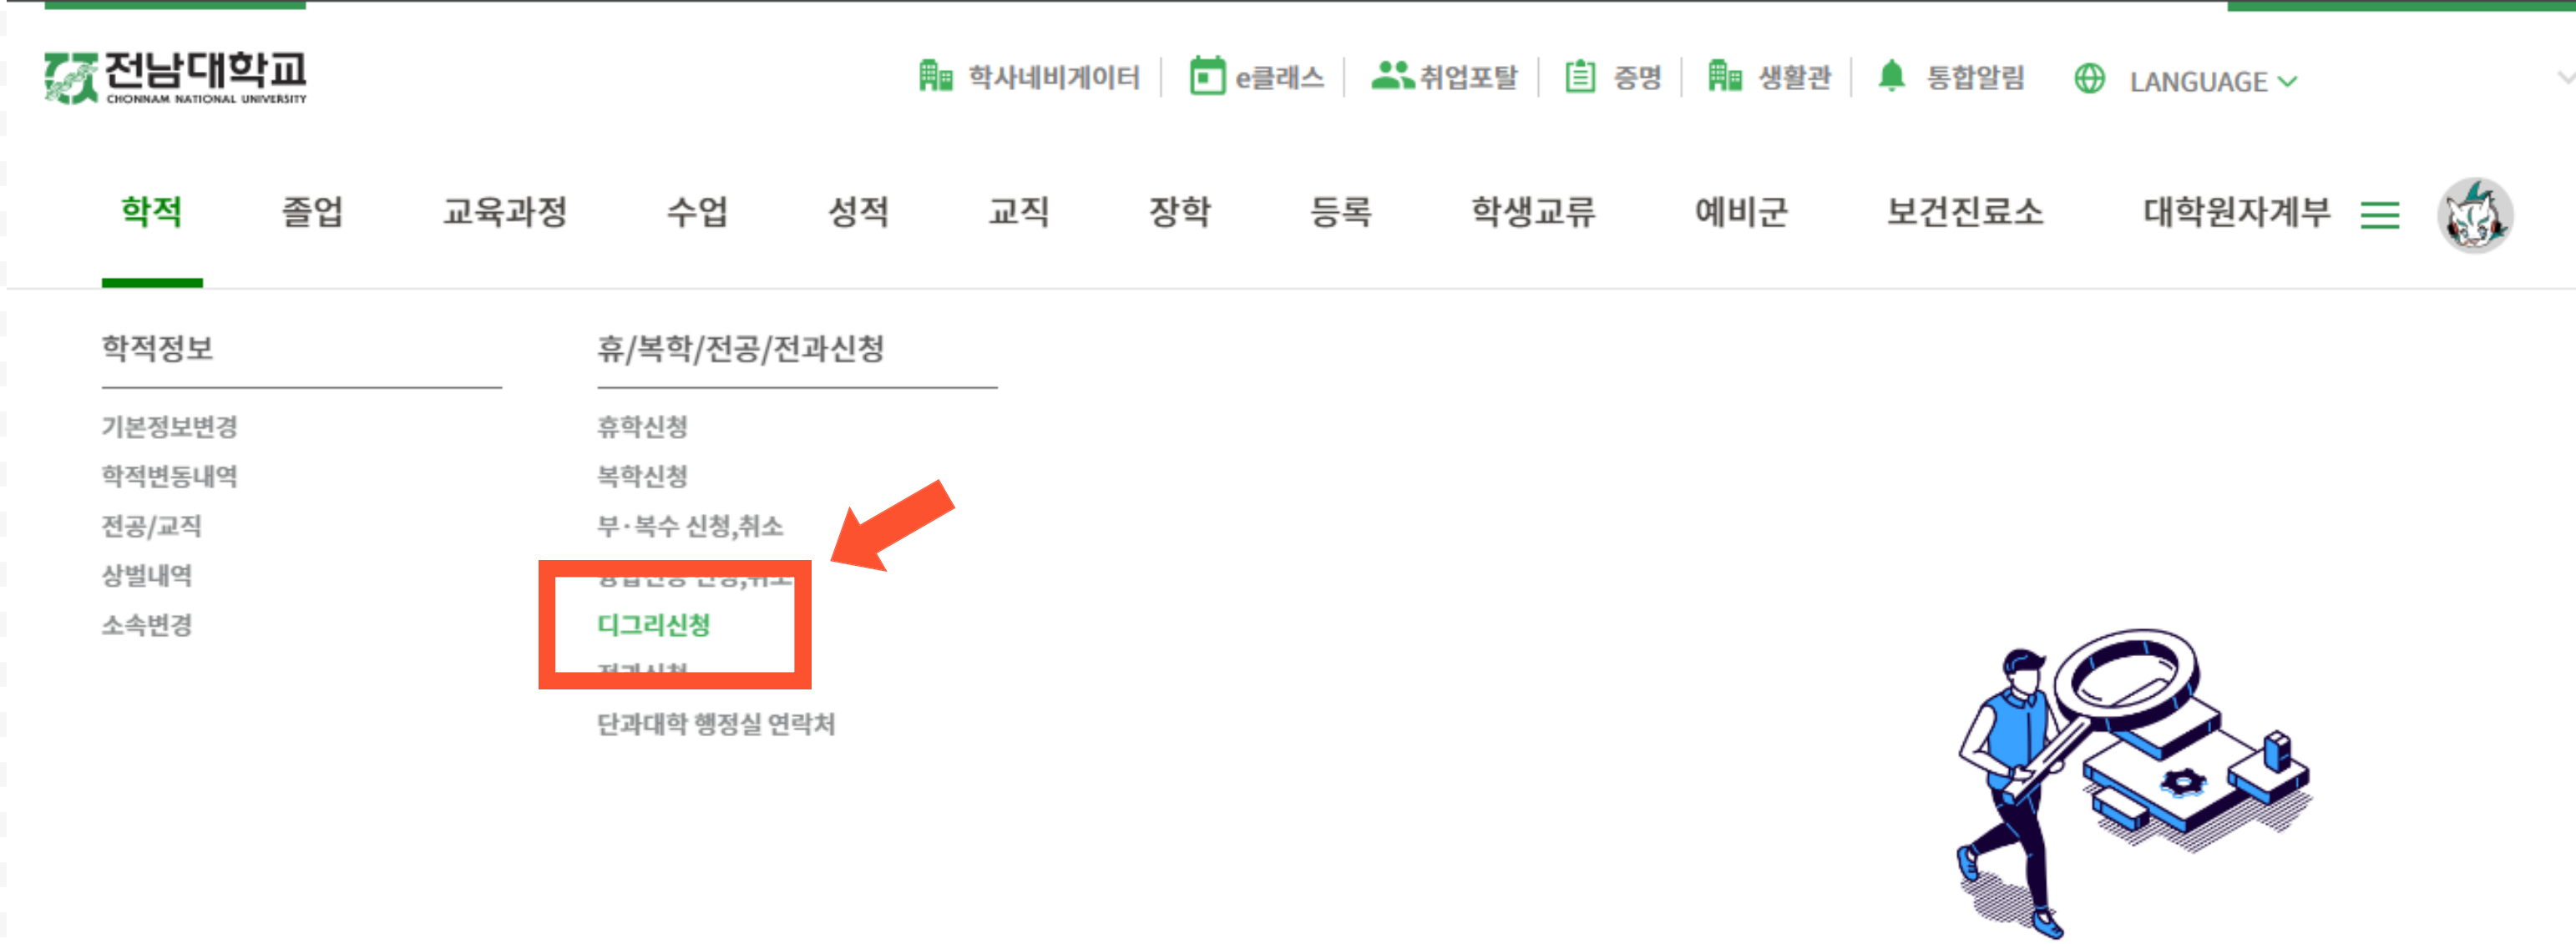 전남대학교
CHONNAM NATIONAL UNIVERSITY
학사네비게이터 e클래스 취업포탈 증명 생활관 통합알림 LANGUAGE
학적 졸업 교육과정 수업 성적 교직 장학 등록 학생교류 예비군 보건진료소 대학원자계부
학적정보
기본정보변경
학적변동내역
전공/교직
상벌내역
소속변경
휴/복학/전공/전과신청
휴학신청
복학신청
부·복수 신청,취소
디그리신청
단과대학 행정실 연락처